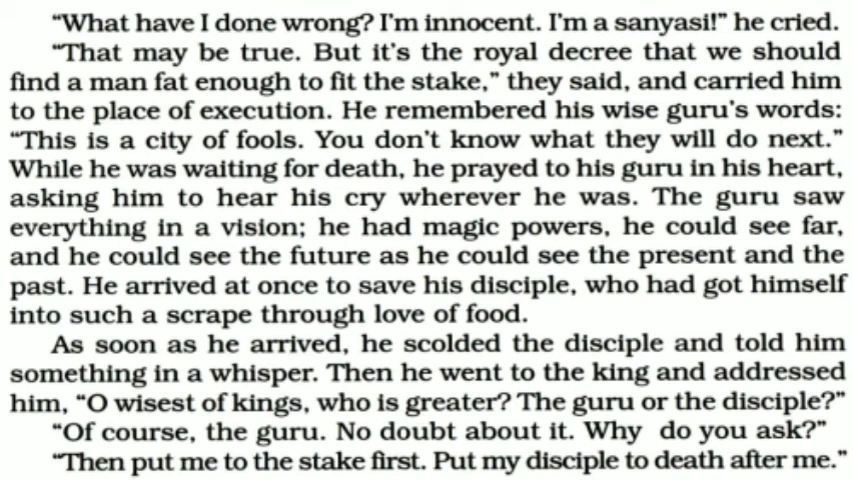 “What have I done wrong? I’m innocent. I’m a sanyasi!” he cried.
“That may be true. But it’s the royal decree that we should
find a man fat enough to fit the stake,” they said, and carried him
to the place of execution. He remembered his wise guru’s words:
“This is a city of fools. You don’t know what they will do next.”
While he was waiting for death, he prayed to his guru in his heart,
asking him to hear his cry wherever he was. The guru saw
everything in a vision; he had magic powers, he could see far,
and he could see the future as he could see the present and the
past. He arrived at once to save his disciple, who had got himself
into such a scrape through love of food.
As soon as he arrived, he scolded the disciple and told him
something in a whisper. Then he went to the king and addressed
him, “O wisest of kings, who is greater? The guru or the disciple?”
“Of course, the guru. No doubt about it. Why do you ask?”
“Then put me to the stake first. Put my disciple to death after me.”